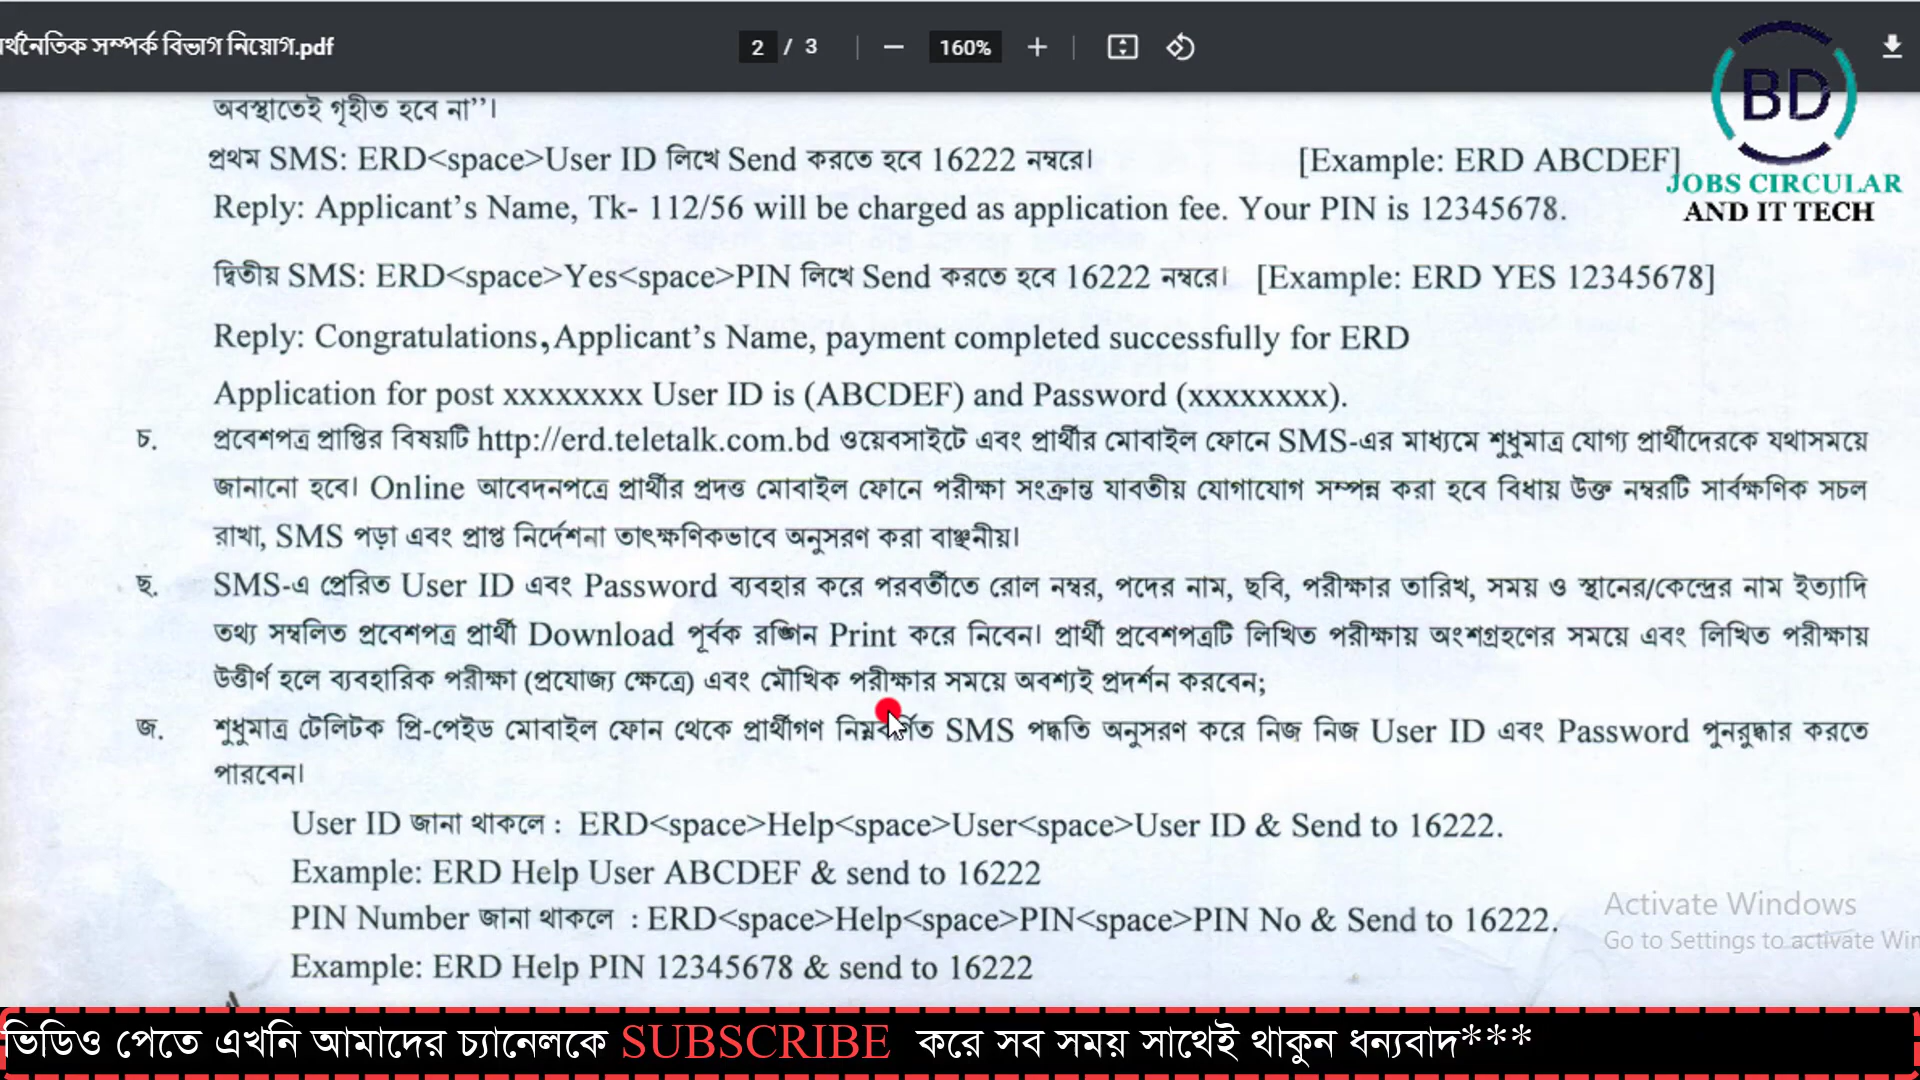 র্থনৈতিক সম্পর্ক বিভাগ নিয়োগ.pdf
2 / 3
160%
BD
JOBS CIRCULAR
AND IT TECH
অবস্থাতেই গৃহীত হবে না’’।
প্রথম SMS: ERD<space>User ID লিখে Send করতে হবে 16222 নম্বরে। [Example: ERD ABCDEF]
Reply: Applicant’s Name, Tk- 112/56 will be charged as application fee. Your PIN is 12345678.
দ্বিতীয় SMS: ERD<space>Yes<space>PIN লিখে Send করতে হবে 16222 নম্বরে। [Example: ERD YES 12345678]
Reply: Congratulations, Applicant’s Name, payment completed successfully for ERD
Application for post xxxxxxxx User ID is (ABCDEF) and Password (xxxxxxxx).
চ. প্রবেশপত্র প্রাপ্তির বিষয়টি http://erd.teletalk.com.bd ওয়েবসাইটে এবং প্রার্থীর মোবাইল ফোনে SMS-এর মাধ্যমে শুধুমাত্র যোগ্য প্রার্থীদেরকে যথাসময়ে
জানানো হবে। Online আবেদনপত্রে প্রার্থীর প্রদত্ত মোবাইল ফোনে পরীক্ষা সংক্রান্ত যাবতীয় যোগাযোগ সম্পন্ন করা হবে বিধায় উক্ত নম্বরটি সার্বক্ষণিক সচল
রাখা, SMS পড়া এবং প্রাপ্ত নির্দেশনা তাৎক্ষণিকভাবে অনুসরণ করা বাঞ্ছনীয়।
ছ. SMS-এ প্রেরিত User ID এবং Password ব্যবহার করে পরবর্তীতে রোল নম্বর, পদের নাম, ছবি, পরীক্ষার তারিখ, সময় ও স্থানের/কেন্দ্রের নাম ইত্যাদি
তথ্য সম্বলিত প্রবেশপত্র প্রার্থী Download পূর্বক রঙ্গিন Print করে নিবেন। প্রার্থী প্রবেশপত্রটি লিখিত পরীক্ষায় অংশগ্রহণের সময়ে এবং লিখিত পরীক্ষায়
উত্তীর্ণ হলে ব্যবহারিক পরীক্ষা (প্রযোজ্য ক্ষেত্রে) এবং মৌখিক পরীক্ষার সময়ে অবশ্যই প্রদর্শন করবেন;
জ. শুধুমাত্র টেলিটক প্রি-পেইড মোবাইল ফোন থেকে প্রার্থীগণ নিম্নবর্ণিত SMS পদ্ধতি অনুসরণ করে নিজ নিজ User ID এবং Password পুনরুদ্ধার করতে
পারবেন।
User ID জানা থাকলে : ERD<space>Help<space>User<space>User ID & Send to 16222.
Example: ERD Help User ABCDEF & send to 16222
PIN Number জানা থাকলে : ERD<space>Help<space>PIN<space>PIN No & Send to 16222.
Example: ERD Help PIN 12345678 & send to 16222
Activate Windows
Go to Settings to activate Win
ভিডিও পেতে এখনি আমাদের চ্যানেলকে SUBSCRIBE করে সব সময় সাথেই থাকুন ধন্যবাদ***